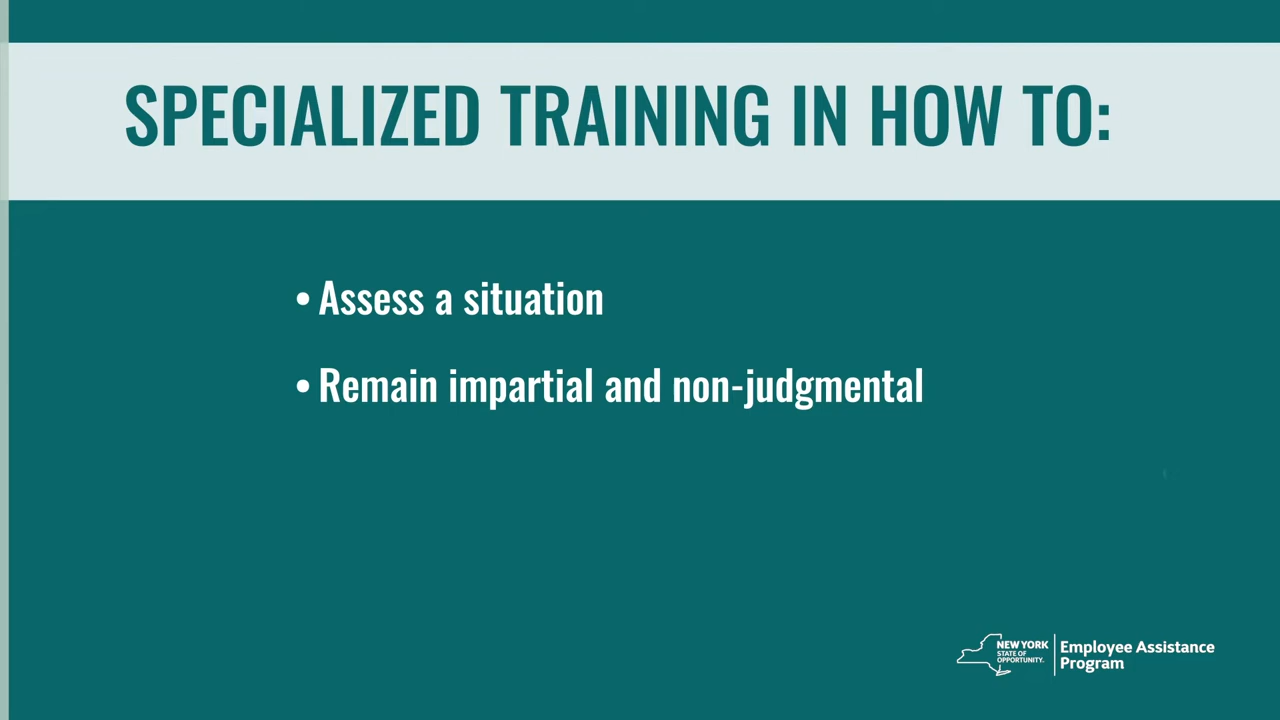 SPECIALIZED TRAINING IN HOW TO:
• Assess a situation
• Remain impartial and non-judgmental
NEW YORK
STATE OF
OPPORTUNITY.
Employee Assistance
Program